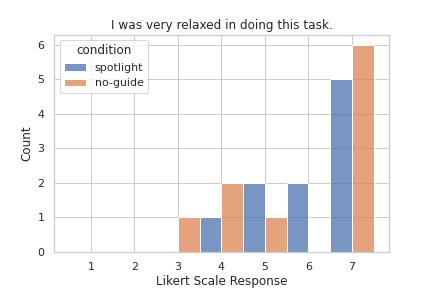 I was very relaxed in doing this task.
condition
spotlight
no-guide
6
5
4
3
2
1
0
Count
1 2 3 4 5 6 7
Likert Scale Response